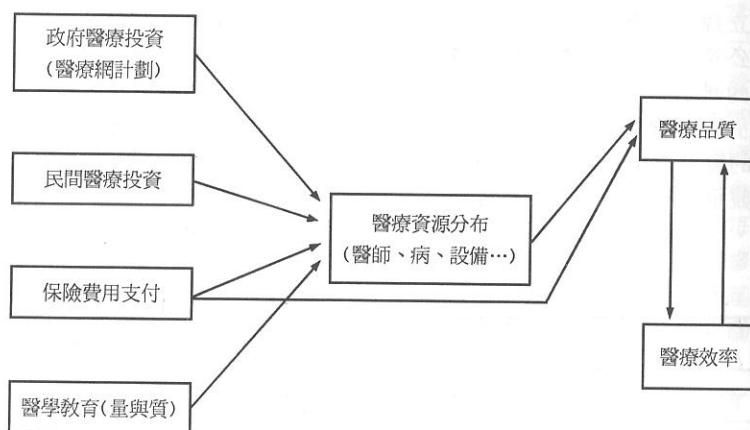 政府醫療投資
(醫療網計劃)
民間醫療投資
保險費用支付
醫學教育(量與質)
醫療資源分布
(醫師、病、設備…)
醫療品質
醫療效率